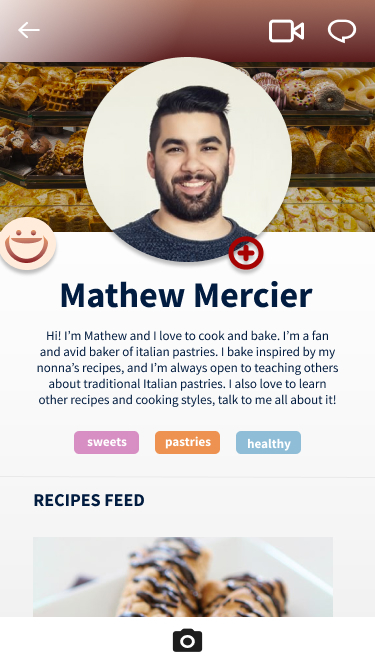 Mathew Mercier
Hi! I'm Mathew and I love to cook and bake. I'm a fan
and avid baker of italian pastries. I bake inspired by my
nonna's recipes, and I'm always open to teaching others
about traditional Italian pastries. I also love to learn
other recipes and cooking styles, talk to me all about it!
sweets pastries healthy
RECIPES FEED